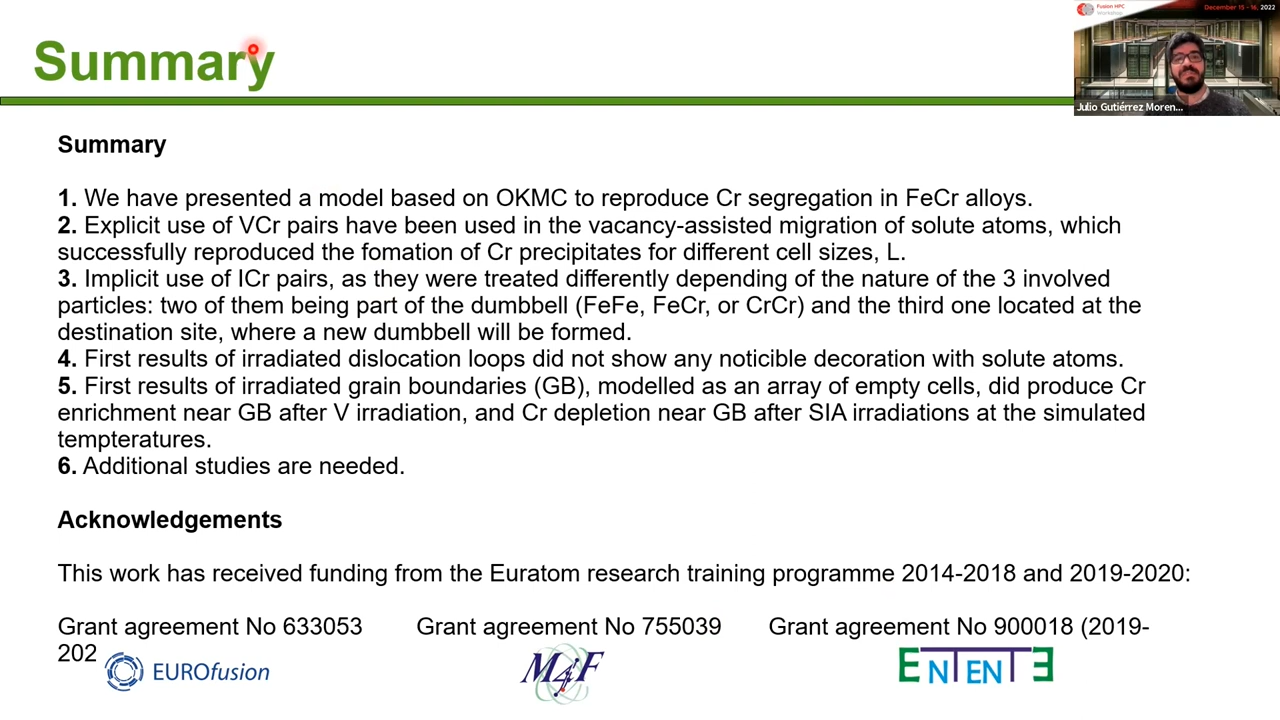 Summary
Fusion HPC
Workshop
December 15 - 16, 2022
Julio Gutiérrez Moren...
Summary
1. We have presented a model based on OKMC to reproduce Cr segregation in FeCr alloys.
2. Explicit use of VCr pairs have been used in the vacancy-assisted migration of solute atoms, which
successfully reproduced the fomation of Cr precipitates for different cell sizes, L.
3. Implicit use of ICr pairs, as they were treated differently depending of the nature of the 3 involved
particles: two of them being part of the dumbbell (FeFe, FeCr, or CrCr) and the third one located at the
destination site, where a new dumbbell will be formed.
4. First results of irradiated dislocation loops did not show any noticible decoration with solute atoms.
5. First results of irradiated grain boundaries (GB), modelled as an array of empty cells, did produce Cr
enrichment near GB after V irradiation, and Cr depletion near GB after SIA irradiations at the simulated
tempteratures.
6. Additional studies are needed.
Acknowledgements
This work has received funding from the Euratom research training programme 2014-2018 and 2019-2020:
Grant agreement No 633053 Grant agreement No 755039 Grant agreement No 900018 (2019-
202
EUROfusion M4F ENTENTE